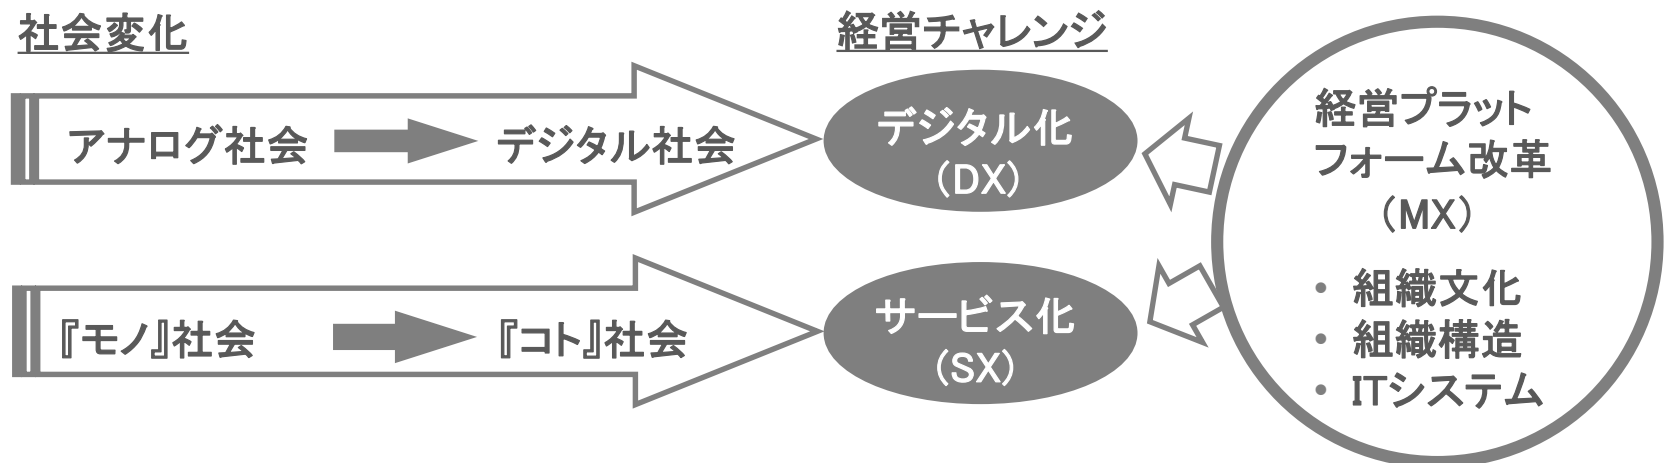 社会変化
経営チャレンジ
アナログ社会
デジタル社会
デジタル化
(DX)
『モノ』社会
『コト』社会
サービス化
(SX)
経営プラット
フォーム改革
(MX)
• 組織文化
• 組織構造
• ITシステム